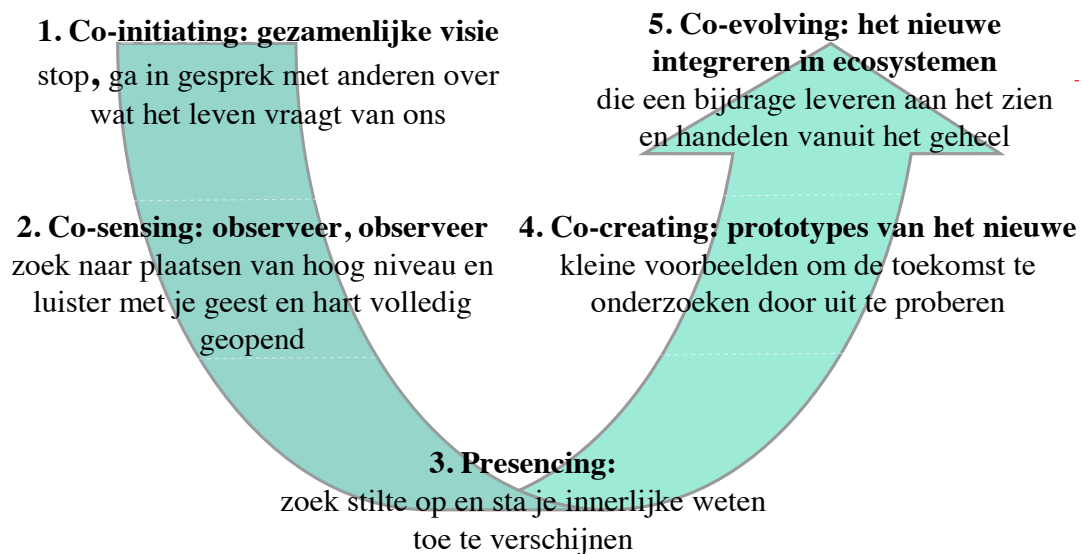 1. Co-initiating: gezamenlijke visie
stop, ga in gesprek met anderen over
wat het leven vraagt van ons
2. Co-sensing: observeer, observeer
zoek naar plaatsen van hoog niveau en
luister met je geest en hart volledig
geopend
3. Presencing:
zoek stilte op en sta je innerlijke weten
toe te verschijnen
4. Co-creating: prototypes van het nieuwe
kleine voorbeelden om de toekomst te
onderzoeken door uit te proberen
5. Co-evolving: het nieuwe
integreren in ecosystemen
die een bijdrage leveren aan het zien
en handelen vanuit het geheel